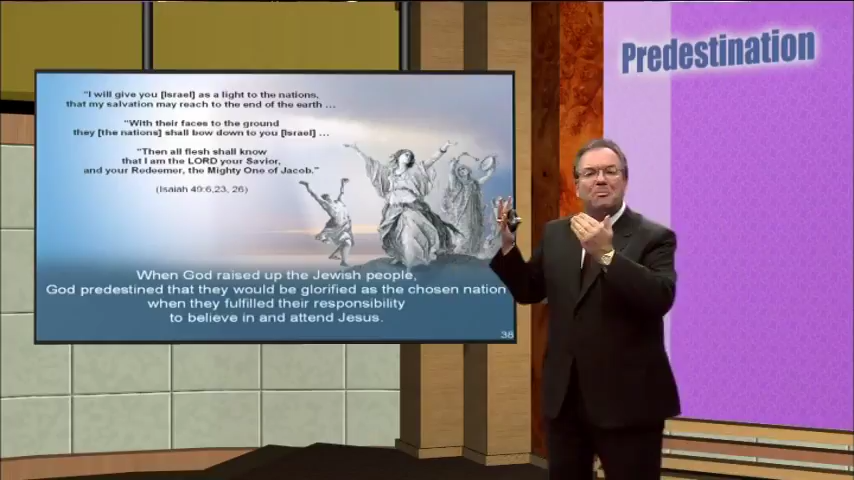 Predestination
"I will give you [Israel] as a light to the nations,
that my salvation may reach to the end of the earth ...
"With their faces to the ground
they [the nations] shall bow down to you [Israel] ...
"Then all flesh shall know
that I am the LORD your Savior,
and your Redeemer, the Mighty One of Jacob."
(Isaiah 49:6,23, 26)
When God raised up the Jewish people,
God predestined that they would be glorified as the chosen nation
when they fulfilled their responsibility
to believe in and attend Jesus.
38